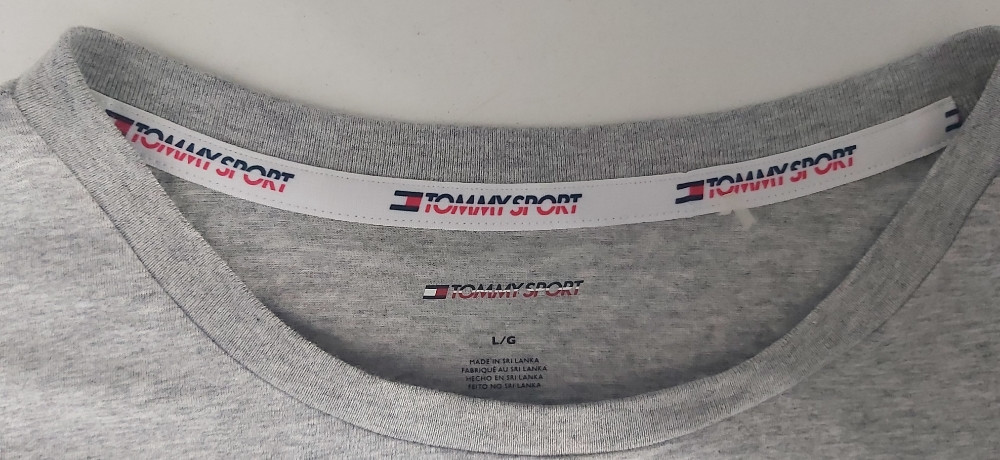 TOMMY SPORT
TOMMY SPORT
TOMMY SPORT
TOMMY SPORT
L/G
MADE IN SRI LANKA
FABRIQUÉ AU SRI LANKA
HECHO EN SRI LANKA
FEITO NO SRI LANKA